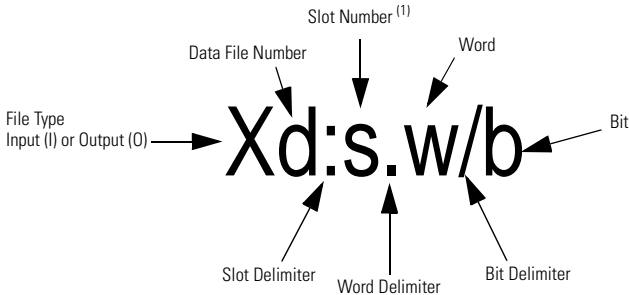 Slot Number (1)
Word
Data File Number
File Type
Input (I) or Output (O)
Bit
Xd:s.w/b
Slot Delimiter
Word Delimiter
Bit Delimiter